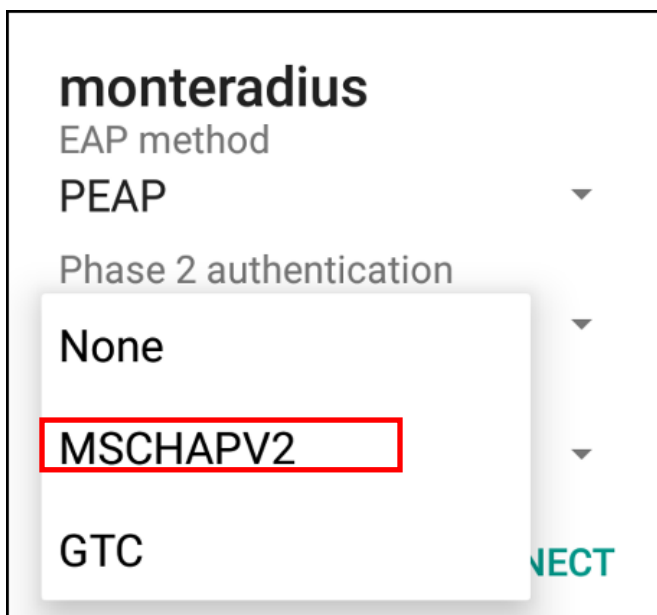 monteradius
EAP method
PEAP
Phase 2 authentication
None
MSCHAPV2
GTC
NECT